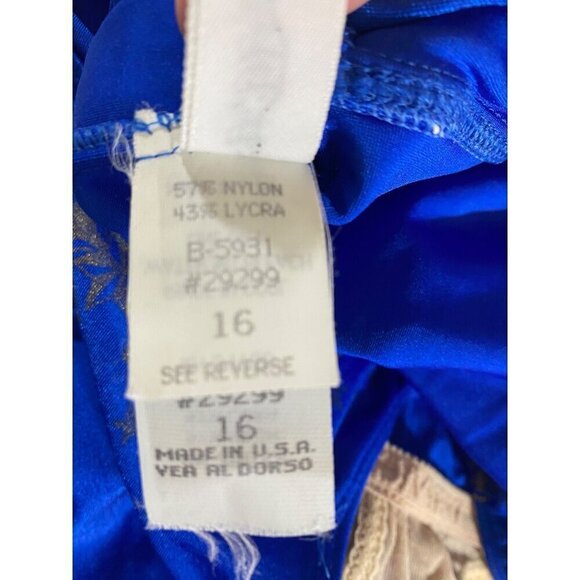 57% NYLON
43% LYCRA
B-5931
#29299
16
SEE REVERSE
#29299
16
MADE IN U.S.A.
VEA AL DORSO